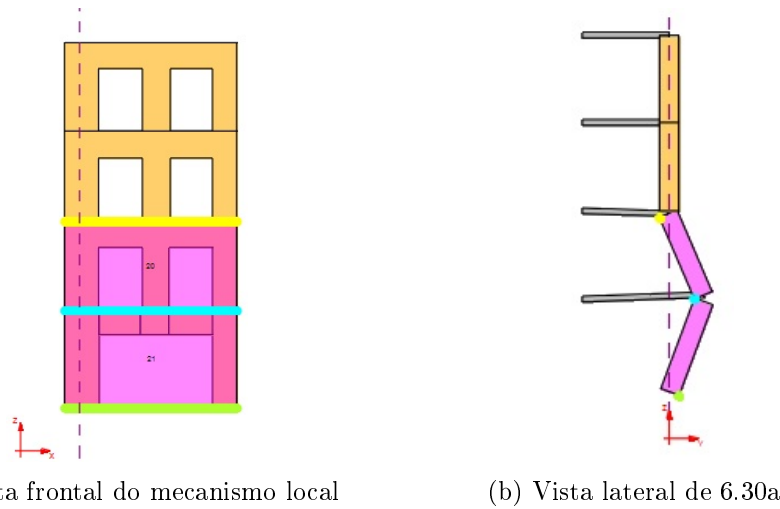 20
21
z
x
z
Y
ta frontal do mecanismo local
(b) Vista lateral de 6.30a